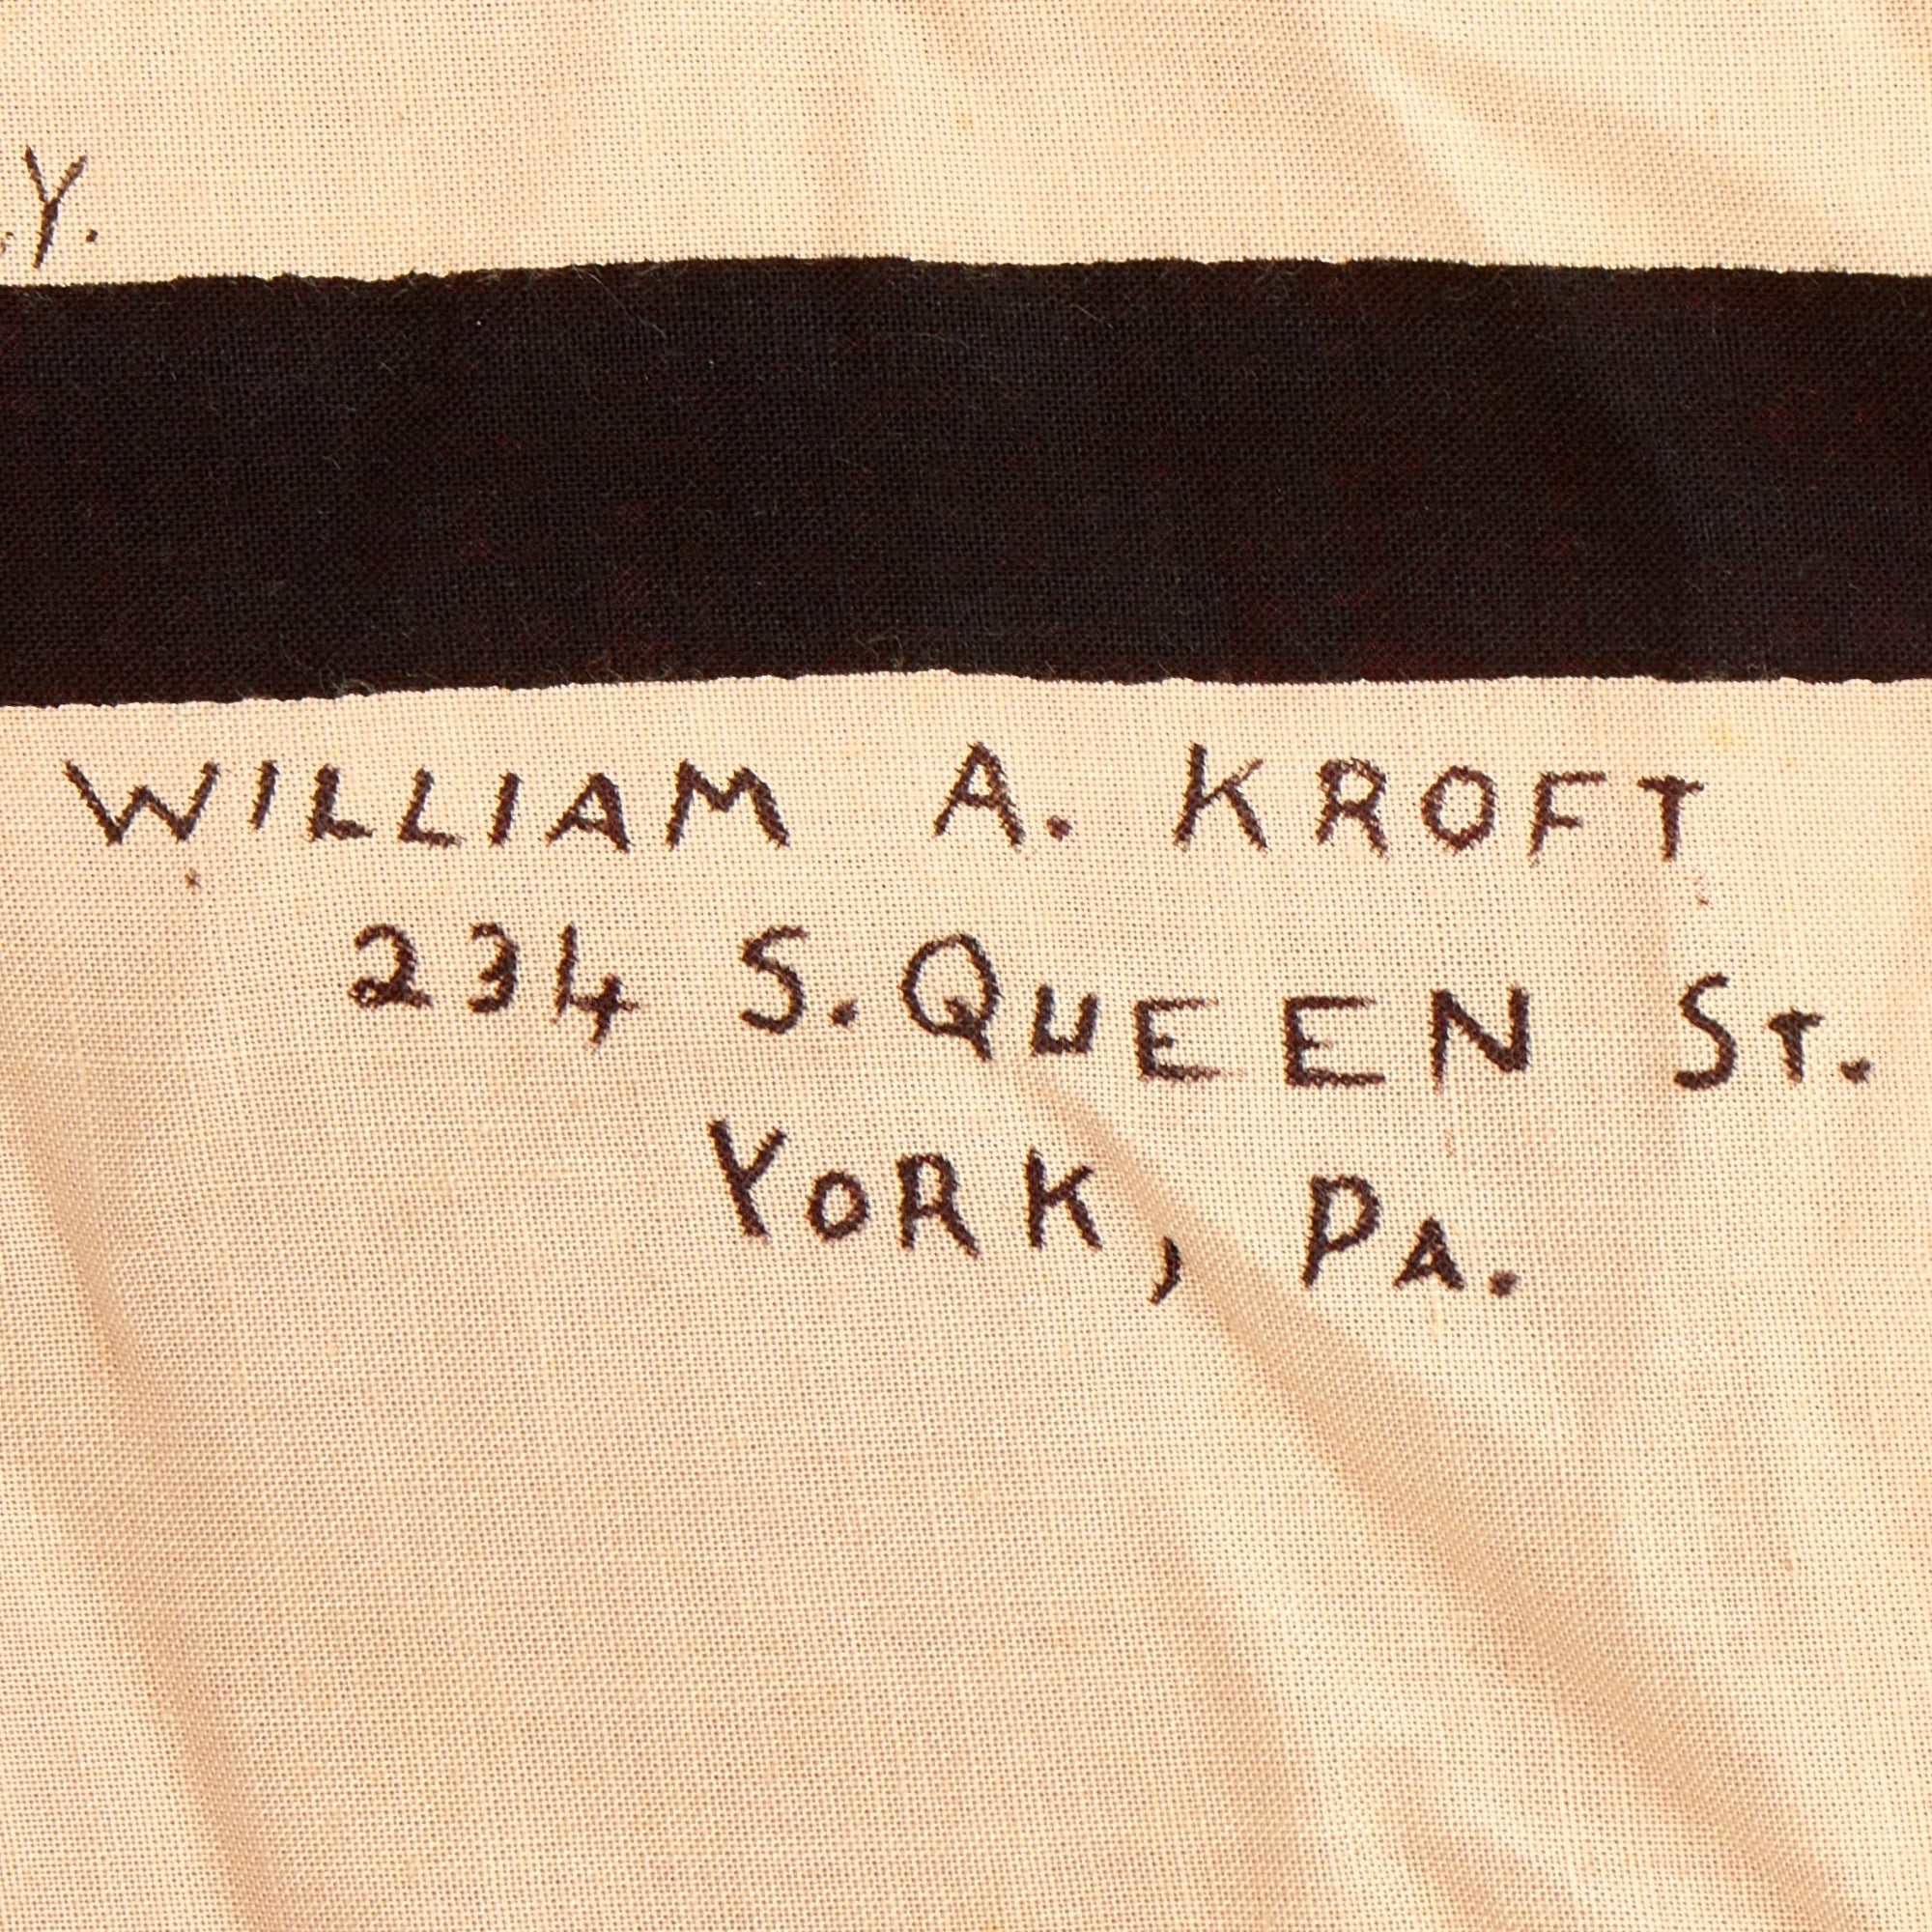 .Y.
WILLIAM A. KROFT
234 S. QUEEN ST.
YORK, PA.